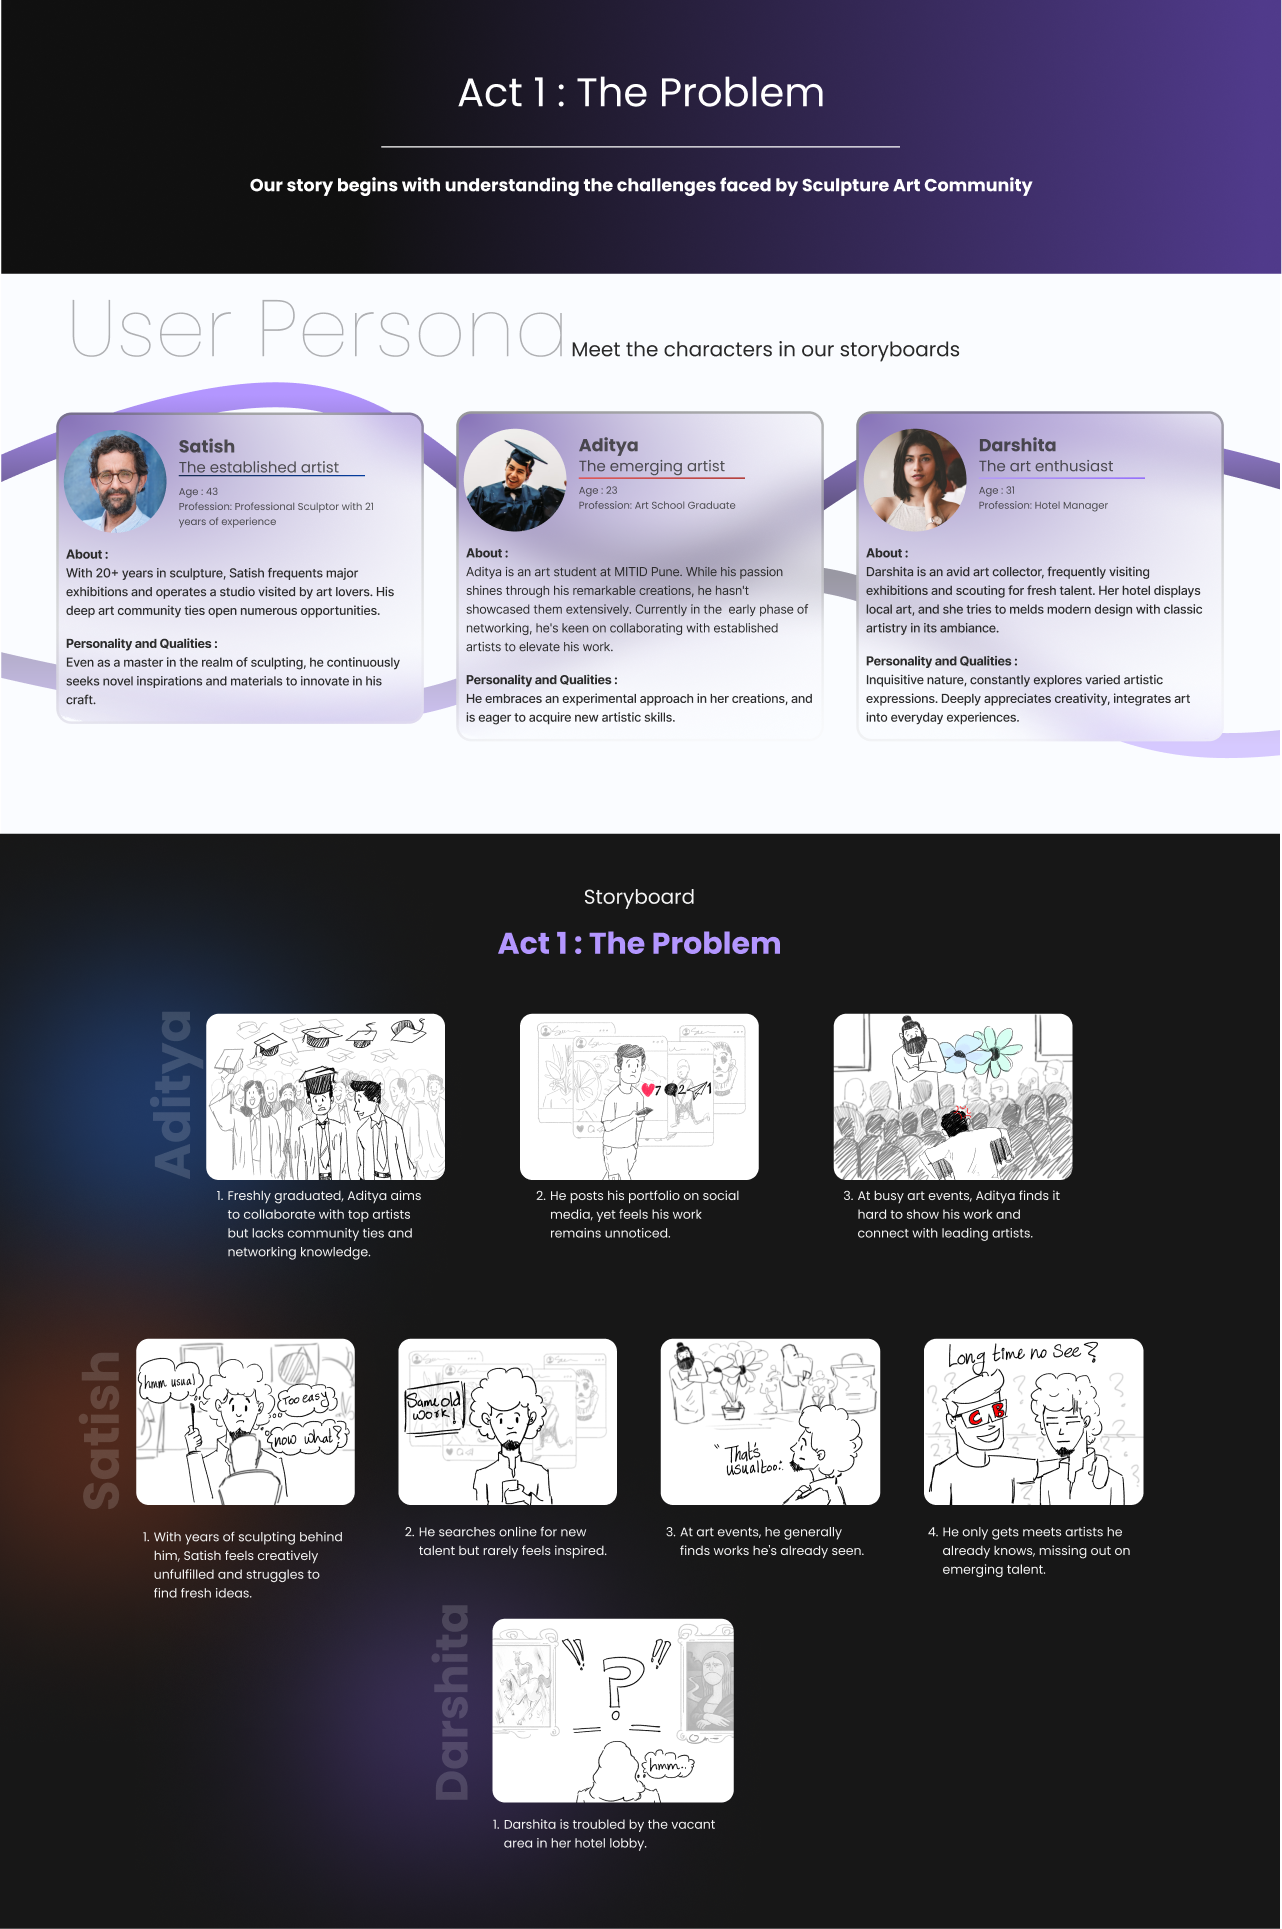 Act 1 : The Problem
Our story begins with understanding the challenges faced by Sculpture Art Community
User Persona
Meet the characters in our storyboards
Satish
The established artist
Age : 43
Profession: Professional Sculptor with 21
years of experience
About :
With 20+ years in sculpture, Satish frequents major
exhibitions and operates a studio visited by art lovers. His
deep art community ties open numerous opportunities.
Personality and Qualities :
Even as a master in the realm of sculpting, he continuously
seeks novel inspirations and materials to innovate in his
craft.
Aditya
The emerging artist
Age : 23
Profession: Art School Graduate
About :
Aditya is an art student at MITID Pune. While his passion
shines through his remarkable creations, he hasn't
showcased them extensively. Currently in the early phase of
networking, he's keen on collaborating with established
artists to elevate his work.
Personality and Qualities :
He embraces an experimental approach in her creations, and
is eager to acquire new artistic skills.
Darshita
The art enthusiast
Age : 31
Profession: Hotel Manager
About :
Darshita is an avid art collector, frequently visiting
exhibitions and scouting for fresh talent. Her hotel displays
local art, and she tries to melds modern design with classic
artistry in its ambiance.
Personality and Qualities :
Inquisitive nature, constantly explores varied artistic
expressions. Deeply appreciates creativity, integrates art
into everyday experiences.
Storyboard
Act 1 : The Problem
Aditya
7 2 1
1. Freshly graduated, Aditya aims
to collaborate with top artists
but lacks community ties and
networking knowledge.
2. He posts his portfolio on social
media, yet feels his work
remains unnoticed.
3. At busy art events, Aditya finds it
hard to show his work and
connect with leading artists.
Satish
hmm usual
Too easy
now what?
Same old
work!
"That's
usual too."
Long time no See ?
C B
1. With years of sculpting behind
him, Satish feels creatively
unfulfilled and struggles to
find fresh ideas.
2. He searches online for new
talent but rarely feels inspired.
3. At art events, he generally
finds works he's already seen.
4. He only gets meets artists he
already knows, missing out on
emerging talent.
Darshita
?
hmm..
1. Darshita is troubled by the vacant
area in her hotel lobby.